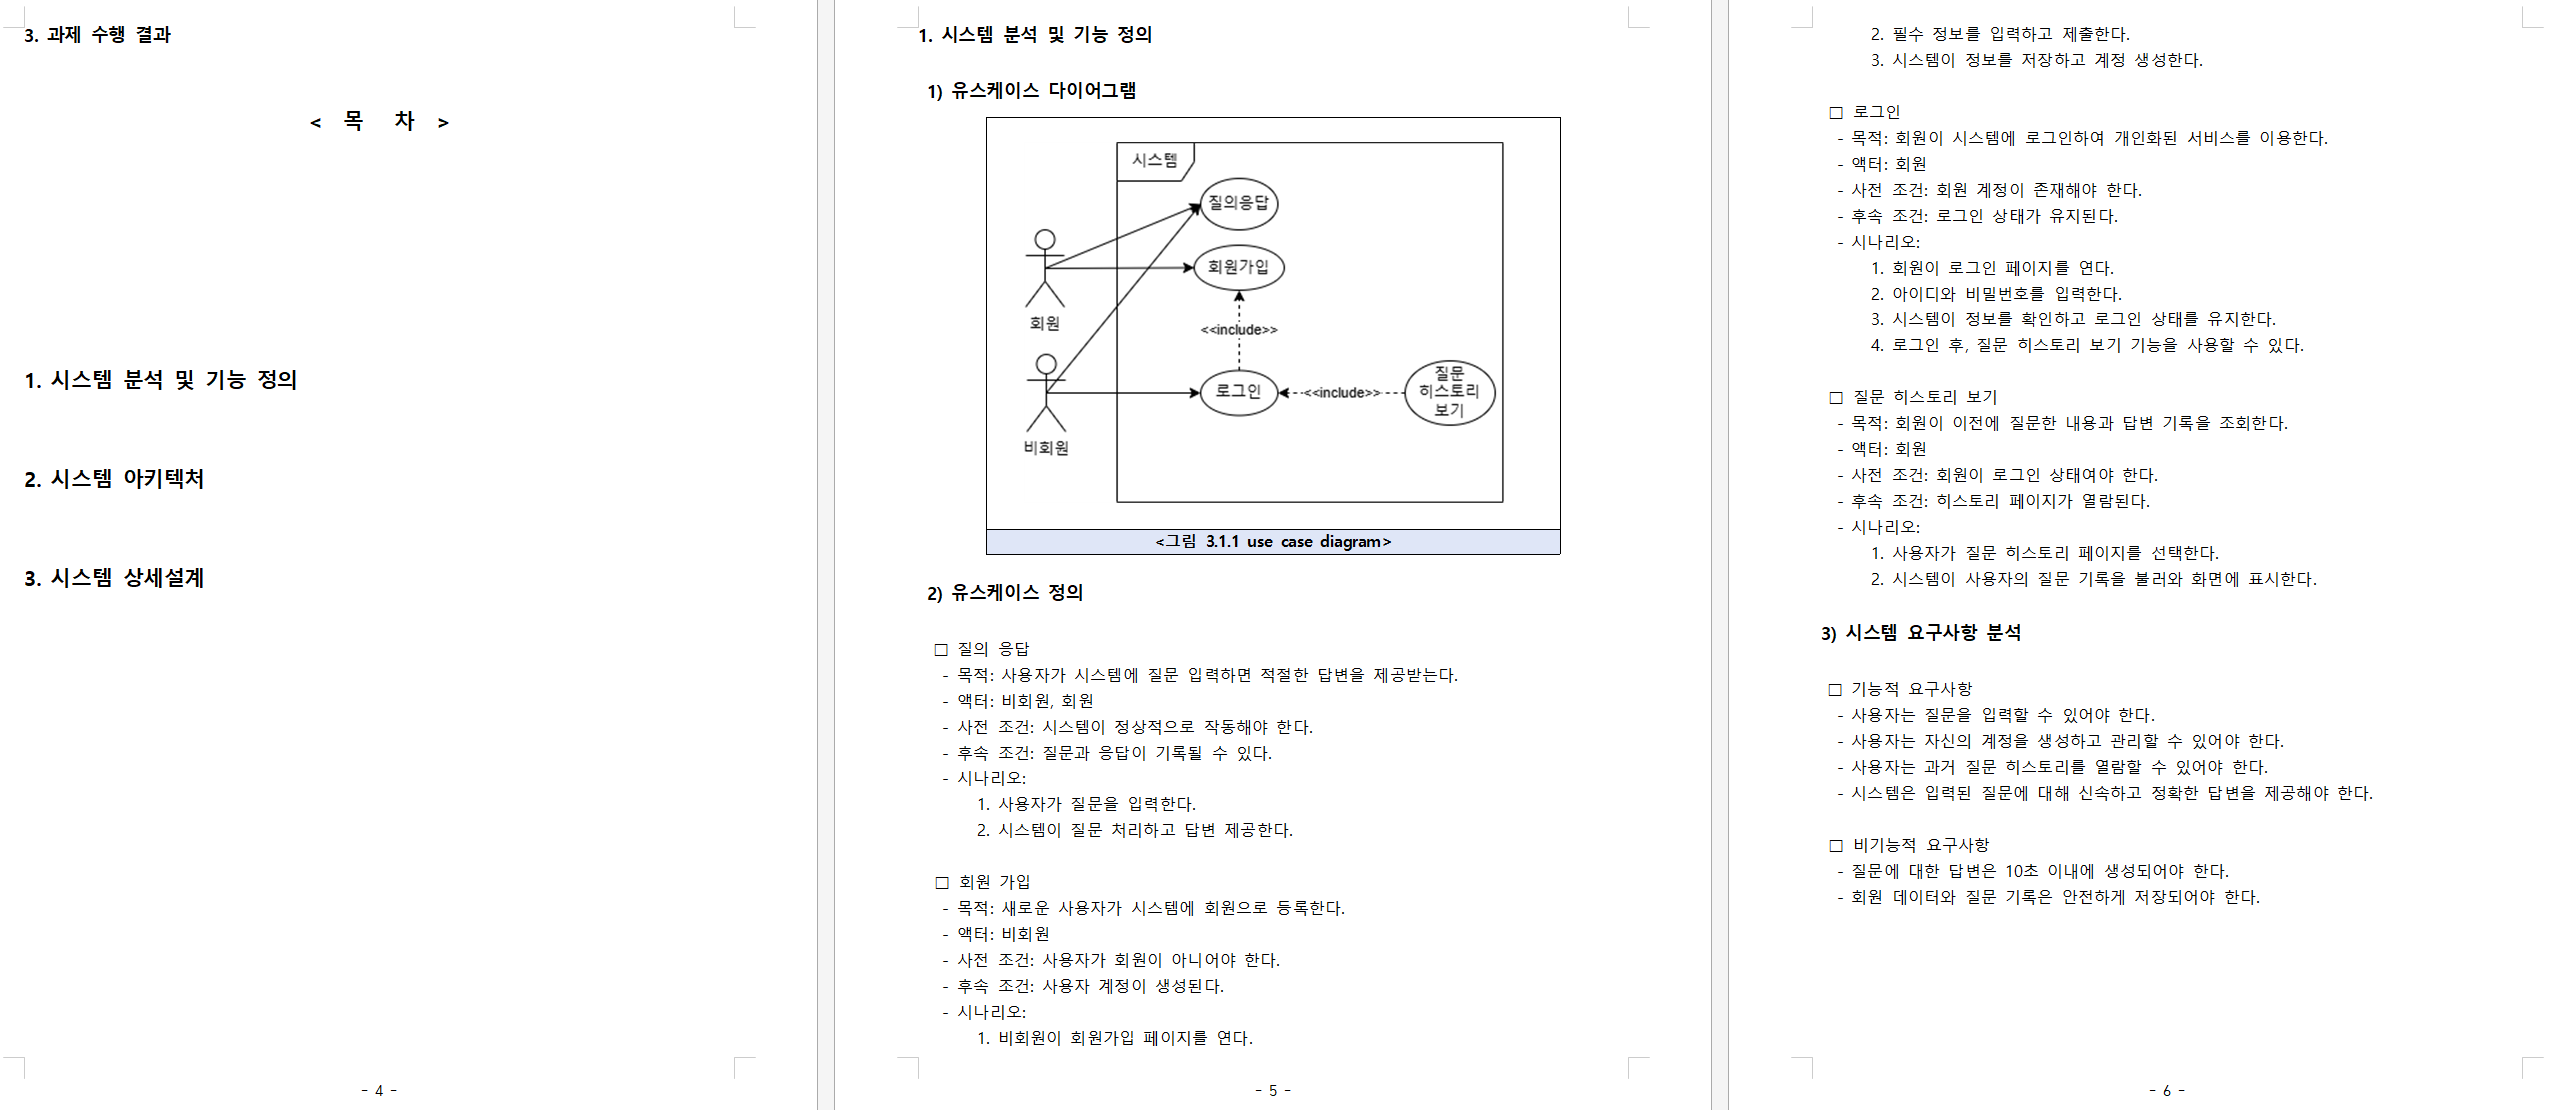 3. 과제 수행 결과
< 목 차 >
1. 시스템 분석 및 기능 정의
2. 시스템 아키텍처
3. 시스템 상세설계
- 4 -
1. 시스템 분석 및 기능 정의
1) 유스케이스 다이어그램
시스템
질의응답
회원가입
회원
<<include>>
로그인
<<include>>
질문
히스토리
보기
비회원
<그림 3.1.1 use case diagram>
2) 유스케이스 정의
□ 질의 응답
- 목적: 사용자가 시스템에 질문 입력하면 적절한 답변을 제공받는다.
- 액터: 비회원, 회원
- 사전 조건: 시스템이 정상적으로 작동해야 한다.
- 후속 조건: 질문과 응답이 기록될 수 있다.
- 시나리오:
1. 사용자가 질문을 입력한다.
2. 시스템이 질문 처리하고 답변 제공한다.
□ 회원 가입
- 목적: 새로운 사용자가 시스템에 회원으로 등록한다.
- 액터: 비회원
- 사전 조건: 사용자가 회원이 아니어야 한다.
- 후속 조건: 사용자 계정이 생성된다.
- 시나리오:
1. 비회원이 회원가입 페이지를 연다.
- 5 -
2. 필수 정보를 입력하고 제출한다.
3. 시스템이 정보를 저장하고 계정 생성한다.
□ 로그인
- 목적: 회원이 시스템에 로그인하여 개인화된 서비스를 이용한다.
- 액터: 회원
- 사전 조건: 회원 계정이 존재해야 한다.
- 후속 조건: 로그인 상태가 유지된다.
- 시나리오:
1. 회원이 로그인 페이지를 연다.
2. 아이디와 비밀번호를 입력한다.
3. 시스템이 정보를 확인하고 로그인 상태를 유지한다.
4. 로그인 후, 질문 히스토리 보기 기능을 사용할 수 있다.
□ 질문 히스토리 보기
- 목적: 회원이 이전에 질문한 내용과 답변 기록을 조회한다.
- 액터: 회원
- 사전 조건: 회원이 로그인 상태여야 한다.
- 후속 조건: 히스토리 페이지가 열람된다.
- 시나리오:
1. 사용자가 질문 히스토리 페이지를 선택한다.
2. 시스템이 사용자의 질문 기록을 불러와 화면에 표시한다.
3) 시스템 요구사항 분석
□ 기능적 요구사항
- 사용자는 질문을 입력할 수 있어야 한다.
- 사용자는 자신의 계정을 생성하고 관리할 수 있어야 한다.
- 사용자는 과거 질문 히스토리를 열람할 수 있어야 한다.
- 시스템은 입력된 질문에 대해 신속하고 정확한 답변을 제공해야 한다.
□ 비기능적 요구사항
- 질문에 대한 답변은 10초 이내에 생성되어야 한다.
- 회원 데이터와 질문 기록은 안전하게 저장되어야 한다.
- 6 -